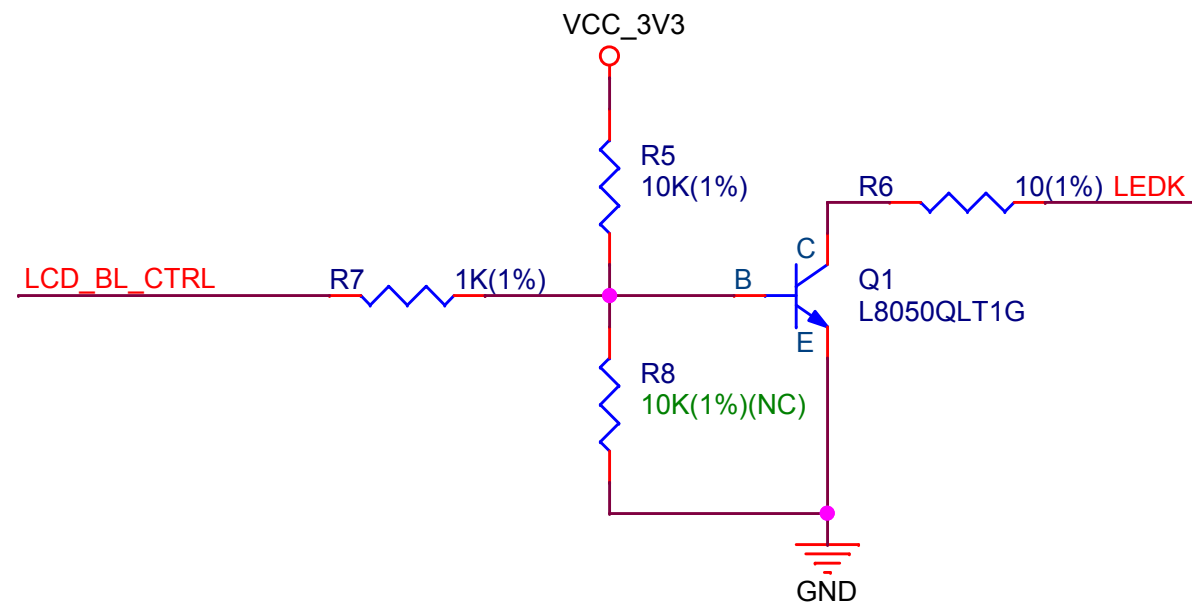 VCC_3V3
R5
10K(1%)
R6
10(1%)
LEDK
LCD_BL_CTRL
R7
1K(1%)
B
C
E
Q1
L8050QLT1G
R8
10K(1%)(NC)
GND